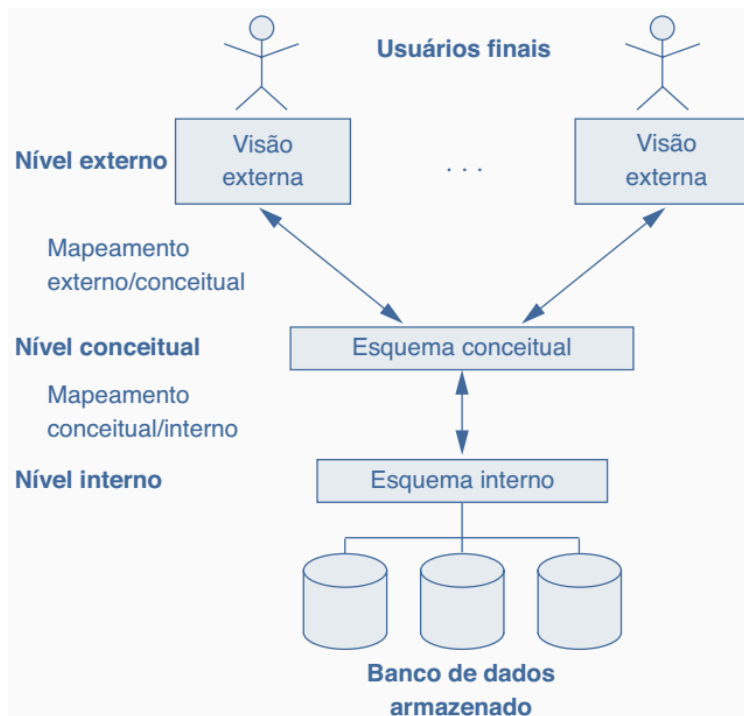 Usuários finais
Nível externo
Visão
externa
. . .
Visão
externa
Mapeamento
externo/conceitual
Nível conceitual
Esquema conceitual
Mapeamento
conceitual/interno
Nível interno
Esquema interno
Banco de dados
armazenado